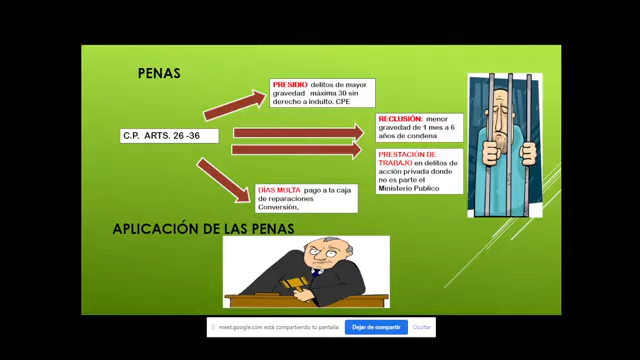 PENAS
PRESIDIO delitos de mayor
gravedad máxima 30 sin
derecho a indulto. CPE
C.P. ARTS. 26 -36
RECLUSIÓN: menor
gravedad de 1 mes a 6
años de condena
PRESTACIÓN DE
TRABAJO en delitos de
acción privada donde
no es parte el
Ministerio Publico
DÍAS MULTA pago a la caja
de reparaciones
Conversión,
APLICACIÓN DE LAS PENAS
meet.google.com está compartiendo tu pantalla.
Dejar de compartir
Ocultar